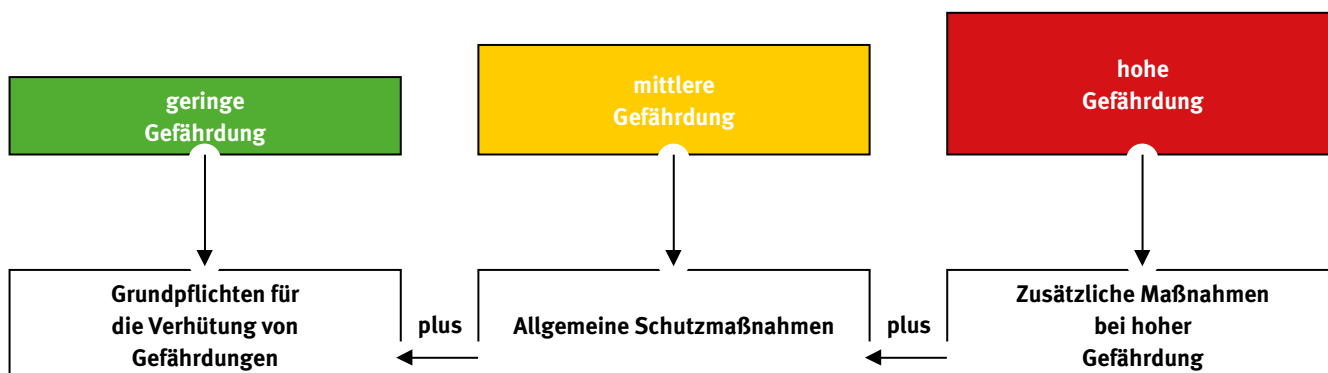 geringe
Gefährdung
mittlere
Gefährdung
hohe
Gefährdung
Grundpflichten für
die Verhütung von
Gefährdungen
plus
Allgemeine Schutzmaßnahmen
plus
Zusätzliche Maßnahmen
bei hoher
Gefährdung